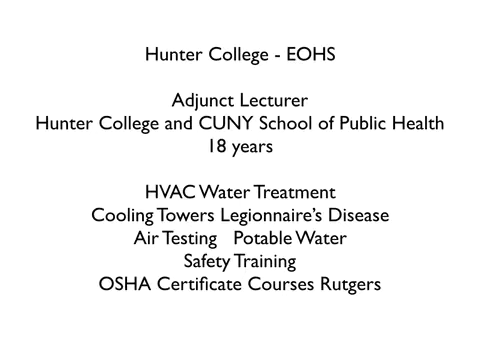 Hunter College - EOHS
Adjunct Lecturer
Hunter College and CUNY School of Public Health
18 years
HVAC Water Treatment
Cooling Towers Legionnaire's Disease
Air Testing Potable Water
Safety Training
OSHA Certificate Courses Rutgers